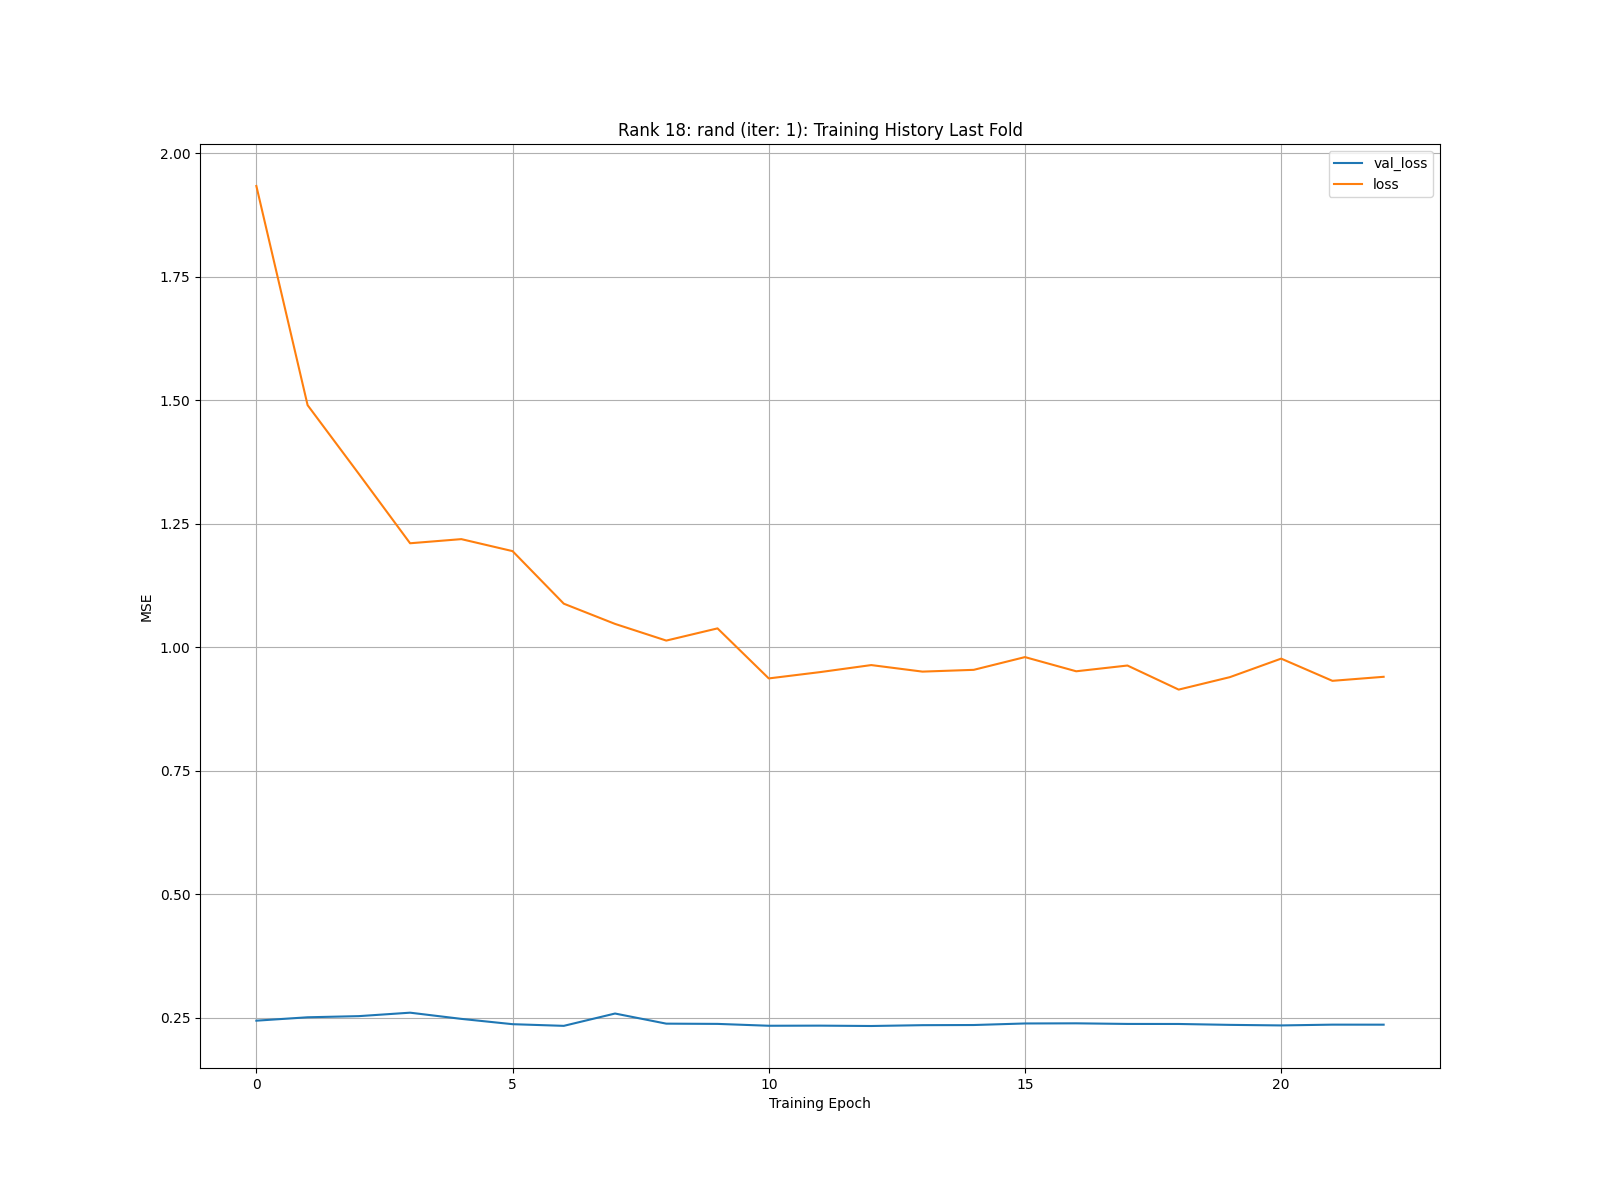 Rank 18: rand (iter: 1): Training History Last Fold
val_loss
loss
2.00
1.75
1.50
1.25
1.00
0.75
0.50
0.25
MSE
0 5 10 15 20
Training Epoch